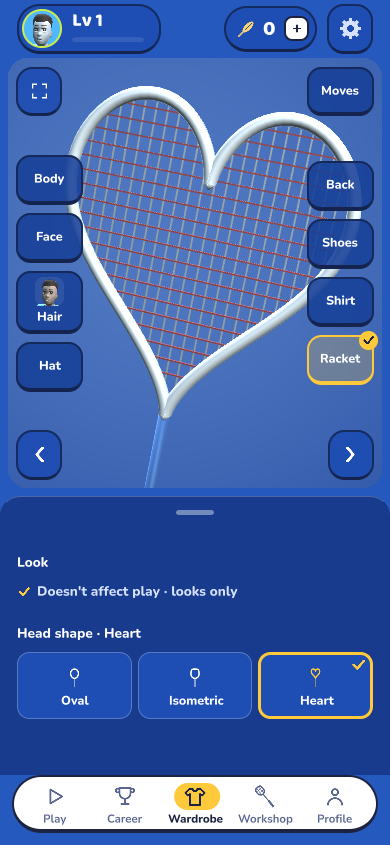 Lv 1
0
+
Moves
Body
Back
Face
Shoes
Hair
Shirt
Hat
Racket
Look
Doesn't affect play · looks only
Head shape · Heart
Oval
Isometric
Heart
Play
Career
Wardrobe
Workshop
Profile